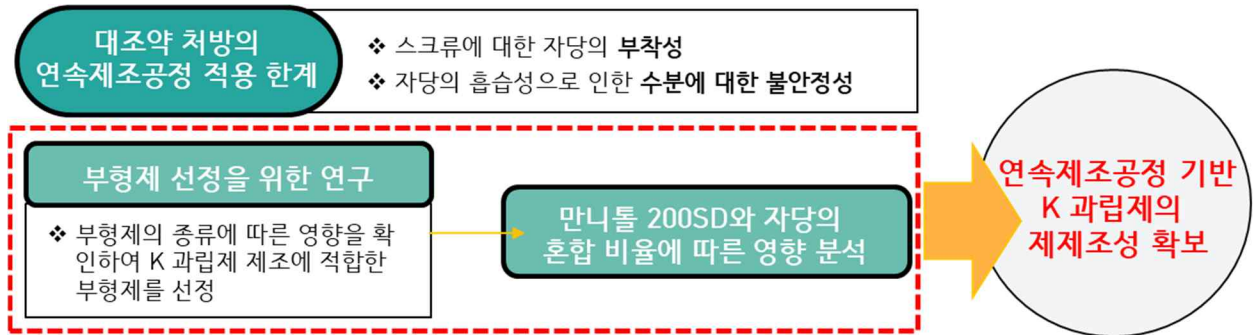 대조약 처방의
연속제조공정 적용 한계
❖ 스크류에 대한 자당의 부착성
❖ 자당의 흡습성으로 인한 수분에 대한 불안정성
부형제 선정을 위한 연구
❖ 부형제의 종류에 따른 영향을 확
인하여 K 과립제 제조에 적합한
부형제를 선정
만니톨 200SD와 자당의
혼합 비율에 따른 영향 분석
연속제조공정 기반
K 과립제의
제제조성 확보